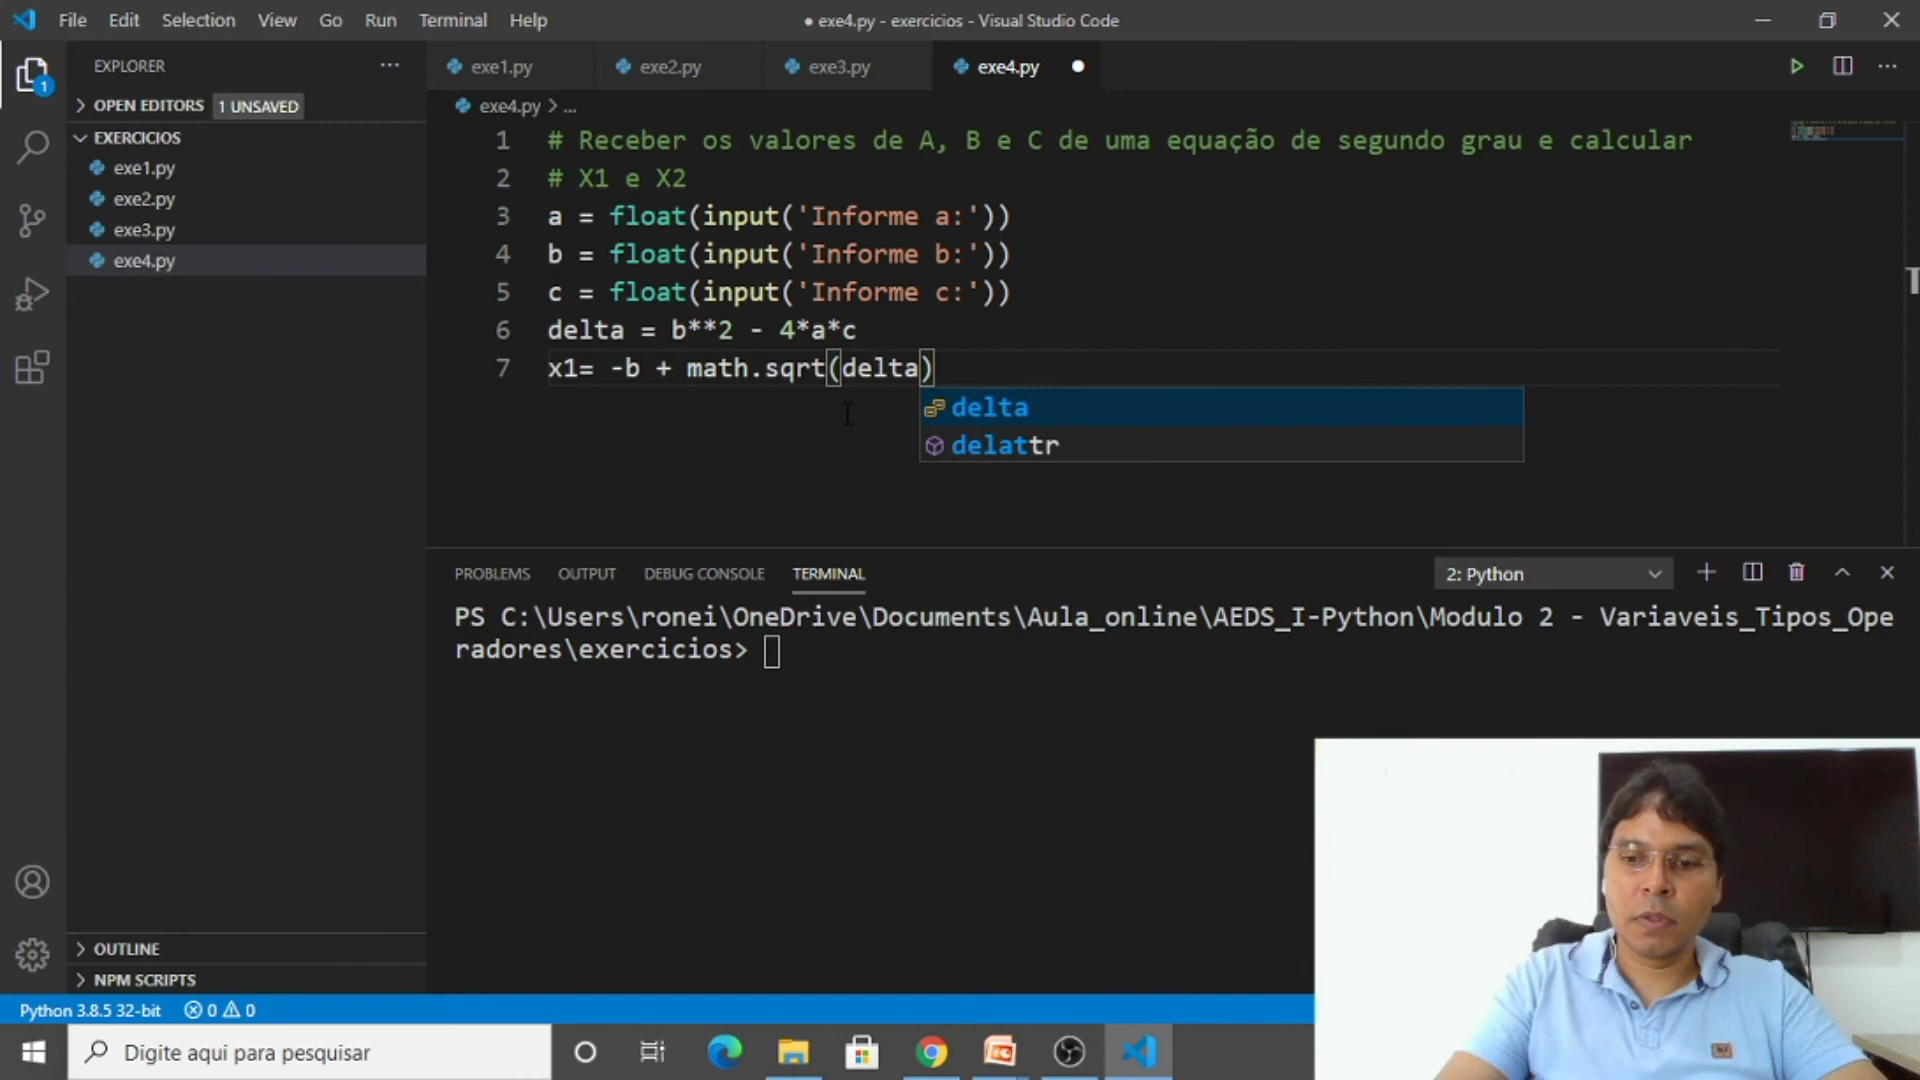 File Edit Selection View Go Run Terminal Help
● exe4.py - exercicios - Visual Studio Code
EXPLORER
OPEN EDITORS 1 UNSAVED
EXERCICIOS
exe1.py
exe2.py
exe3.py
exe4.py
OUTLINE
NPM SCRIPTS
1
exe1.py exe2.py exe3.py exe4.py
exe4.py > ...
1 # Receber os valores de A, B e C de uma equação de segundo grau e calcular
2 # X1 e X2
3 a = float(input('Informe a:'))
4 b = float(input('Informe b:'))
5 c = float(input('Informe c:'))
6 delta = b**2 - 4*a*c
7 x1= -b + math.sqrt(delta)
delta
delattr
PROBLEMS OUTPUT DEBUG CONSOLE TERMINAL 2: Python
PS C:\Users\ronei\OneDrive\Documents\Aula_online\AEDS_I-Python\Modulo 2 - Variaveis_Tipos_Ope
radores\exercicios>
Python 3.8.5 32-bit 0 0
Digite aqui para pesquisar